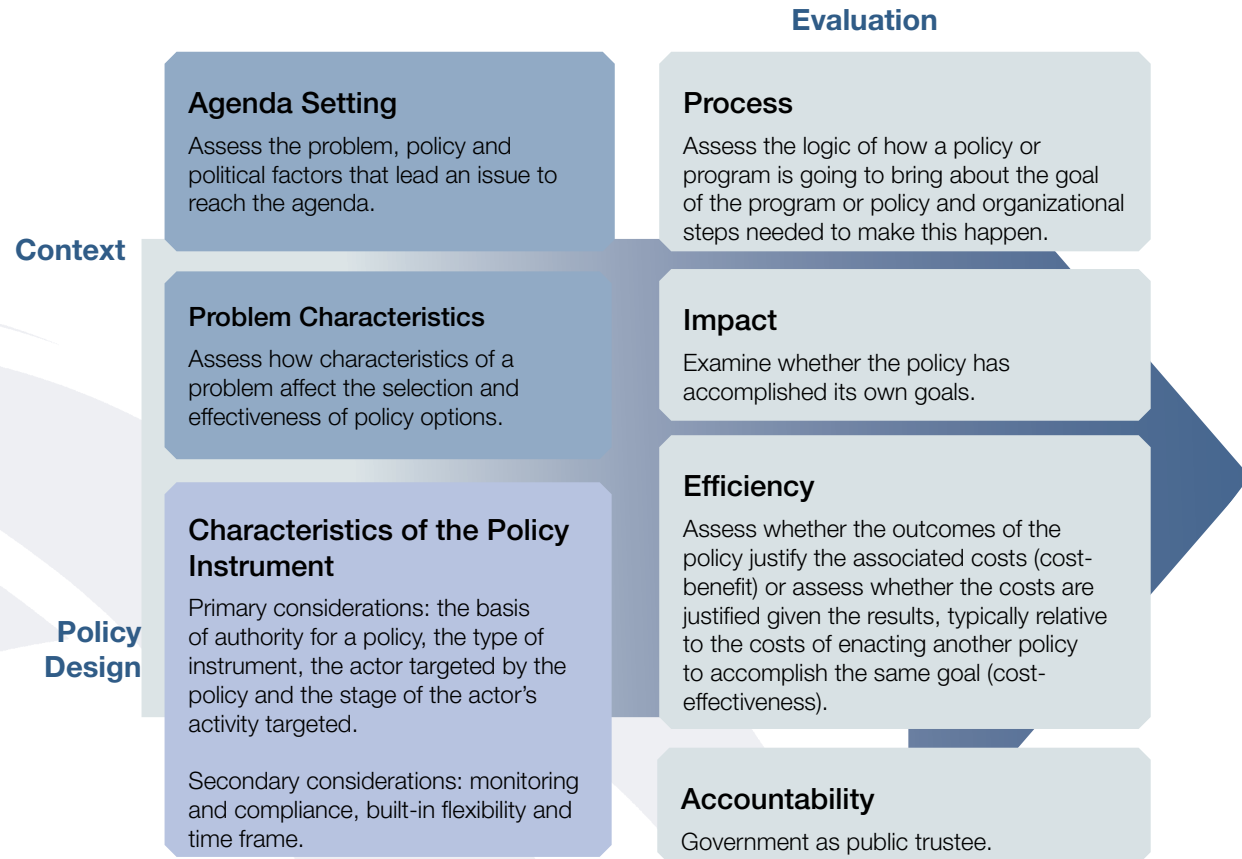 Evaluation
Context
Agenda Setting
Assess the problem, policy and
political factors that lead an issue to
reach the agenda.
Problem Characteristics
Assess how characteristics of a
problem affect the selection and
effectiveness of policy options.
Policy
Design
Characteristics of the Policy
Instrument
Primary considerations: the basis
of authority for a policy, the type of
instrument, the actor targeted by the
policy and the stage of the actor’s
activity targeted.
Secondary considerations: monitoring
and compliance, built-in flexibility and
time frame.
Process
Assess the logic of how a policy or
program is going to bring about the goal
of the program or policy and organizational
steps needed to make this happen.
Impact
Examine whether the policy has
accomplished its own goals.
Efficiency
Assess whether the outcomes of the
policy justify the associated costs (cost-
benefit) or assess whether the costs are
justified given the results, typically relative
to the costs of enacting another policy
to accomplish the same goal (cost-
effectiveness).
Accountability
Government as public trustee.